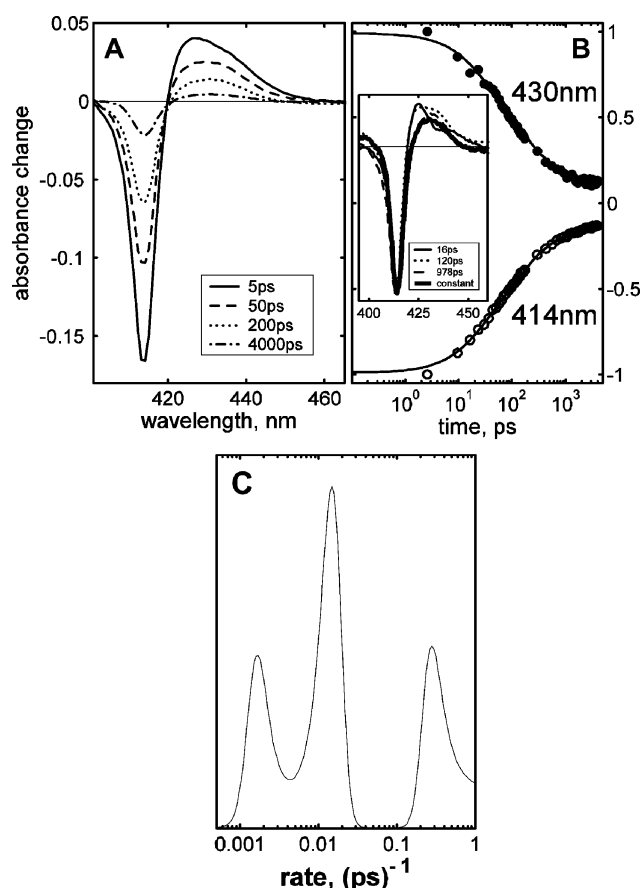 A
0.05
0
-0.05
-0.1
-0.15
absorbance change
5ps
50ps
200ps
4000ps
420 440 460
wavelength, nm
B
430nm
414nm
1
0.5
0
-0.5
-1
16ps
120ps
978ps
constant
400 425 450
10^0 10^1 10^2 10^3
time, ps
C
0.001 0.01 0.1 1
rate, (ps)^-1